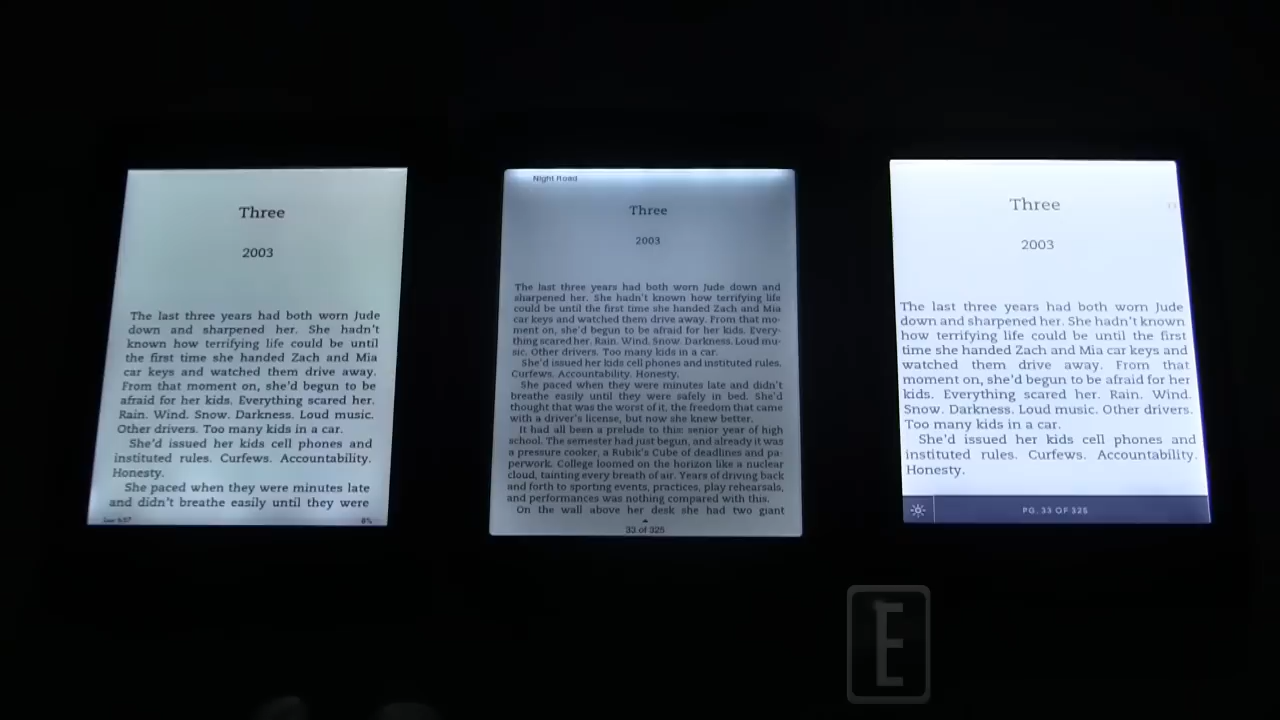 Three
2003
The last three years had both worn Jude
down and sharpened her. She hadn't
known how terrifying life could be until
the first time she handed Zach and Mia
car keys and watched them drive away.
From that moment on, she'd begun to be
afraid for her kids. Everything scared her.
Rain. Wind. Snow. Darkness. Loud music.
Other drivers. Too many kids in a car.
She'd issued her kids cell phones and
instituted rules. Curfews. Accountability.
Honesty.
She paced when they were minutes late
and didn't breathe easily until they were
8%
Night Road
Three
2003
The last three years had both worn Jude down and
sharpened her. She hadn't known how terrifying life
could be until the first time she handed Zach and Mia
car keys and watched them drive away. From that mo-
ment on, she'd begun to be afraid for her kids. Every-
thing scared her. Rain. Wind. Snow. Darkness. Loud mu-
sic. Other drivers. Too many kids in a car.
She'd issued her kids cell phones and instituted rules.
Curfews. Accountability. Honesty.
She paced when they were minutes late and didn't
breathe easily until they were safely in bed. She'd
thought that was the worst of it, the freedom that came
with a driver's license, but now she knew better.
It had all been a prelude to this: senior year of high
school. The semester had just begun, and already it was
a pressure cooker, a Rubik's Cube of deadlines and pa-
perwork. College loomed on the horizon like a nuclear
cloud, tainting every breath of air. Years of driving back
and forth to sporting events, practices, play rehearsals,
and performances was nothing compared with this.
On the wall above her desk she had two giant
33 of 325
Three
2003
The last three years had both worn Jude
down and sharpened her. She hadn't known
how terrifying life could be until the first
time she handed Zach and Mia car keys and
watched them drive away. From that
moment on, she'd begun to be afraid for her
kids. Everything scared her. Rain. Wind.
Snow. Darkness. Loud music. Other drivers.
Too many kids in a car.
She'd issued her kids cell phones and
instituted rules. Curfews. Accountability.
Honesty.
PG. 33 OF 325
E